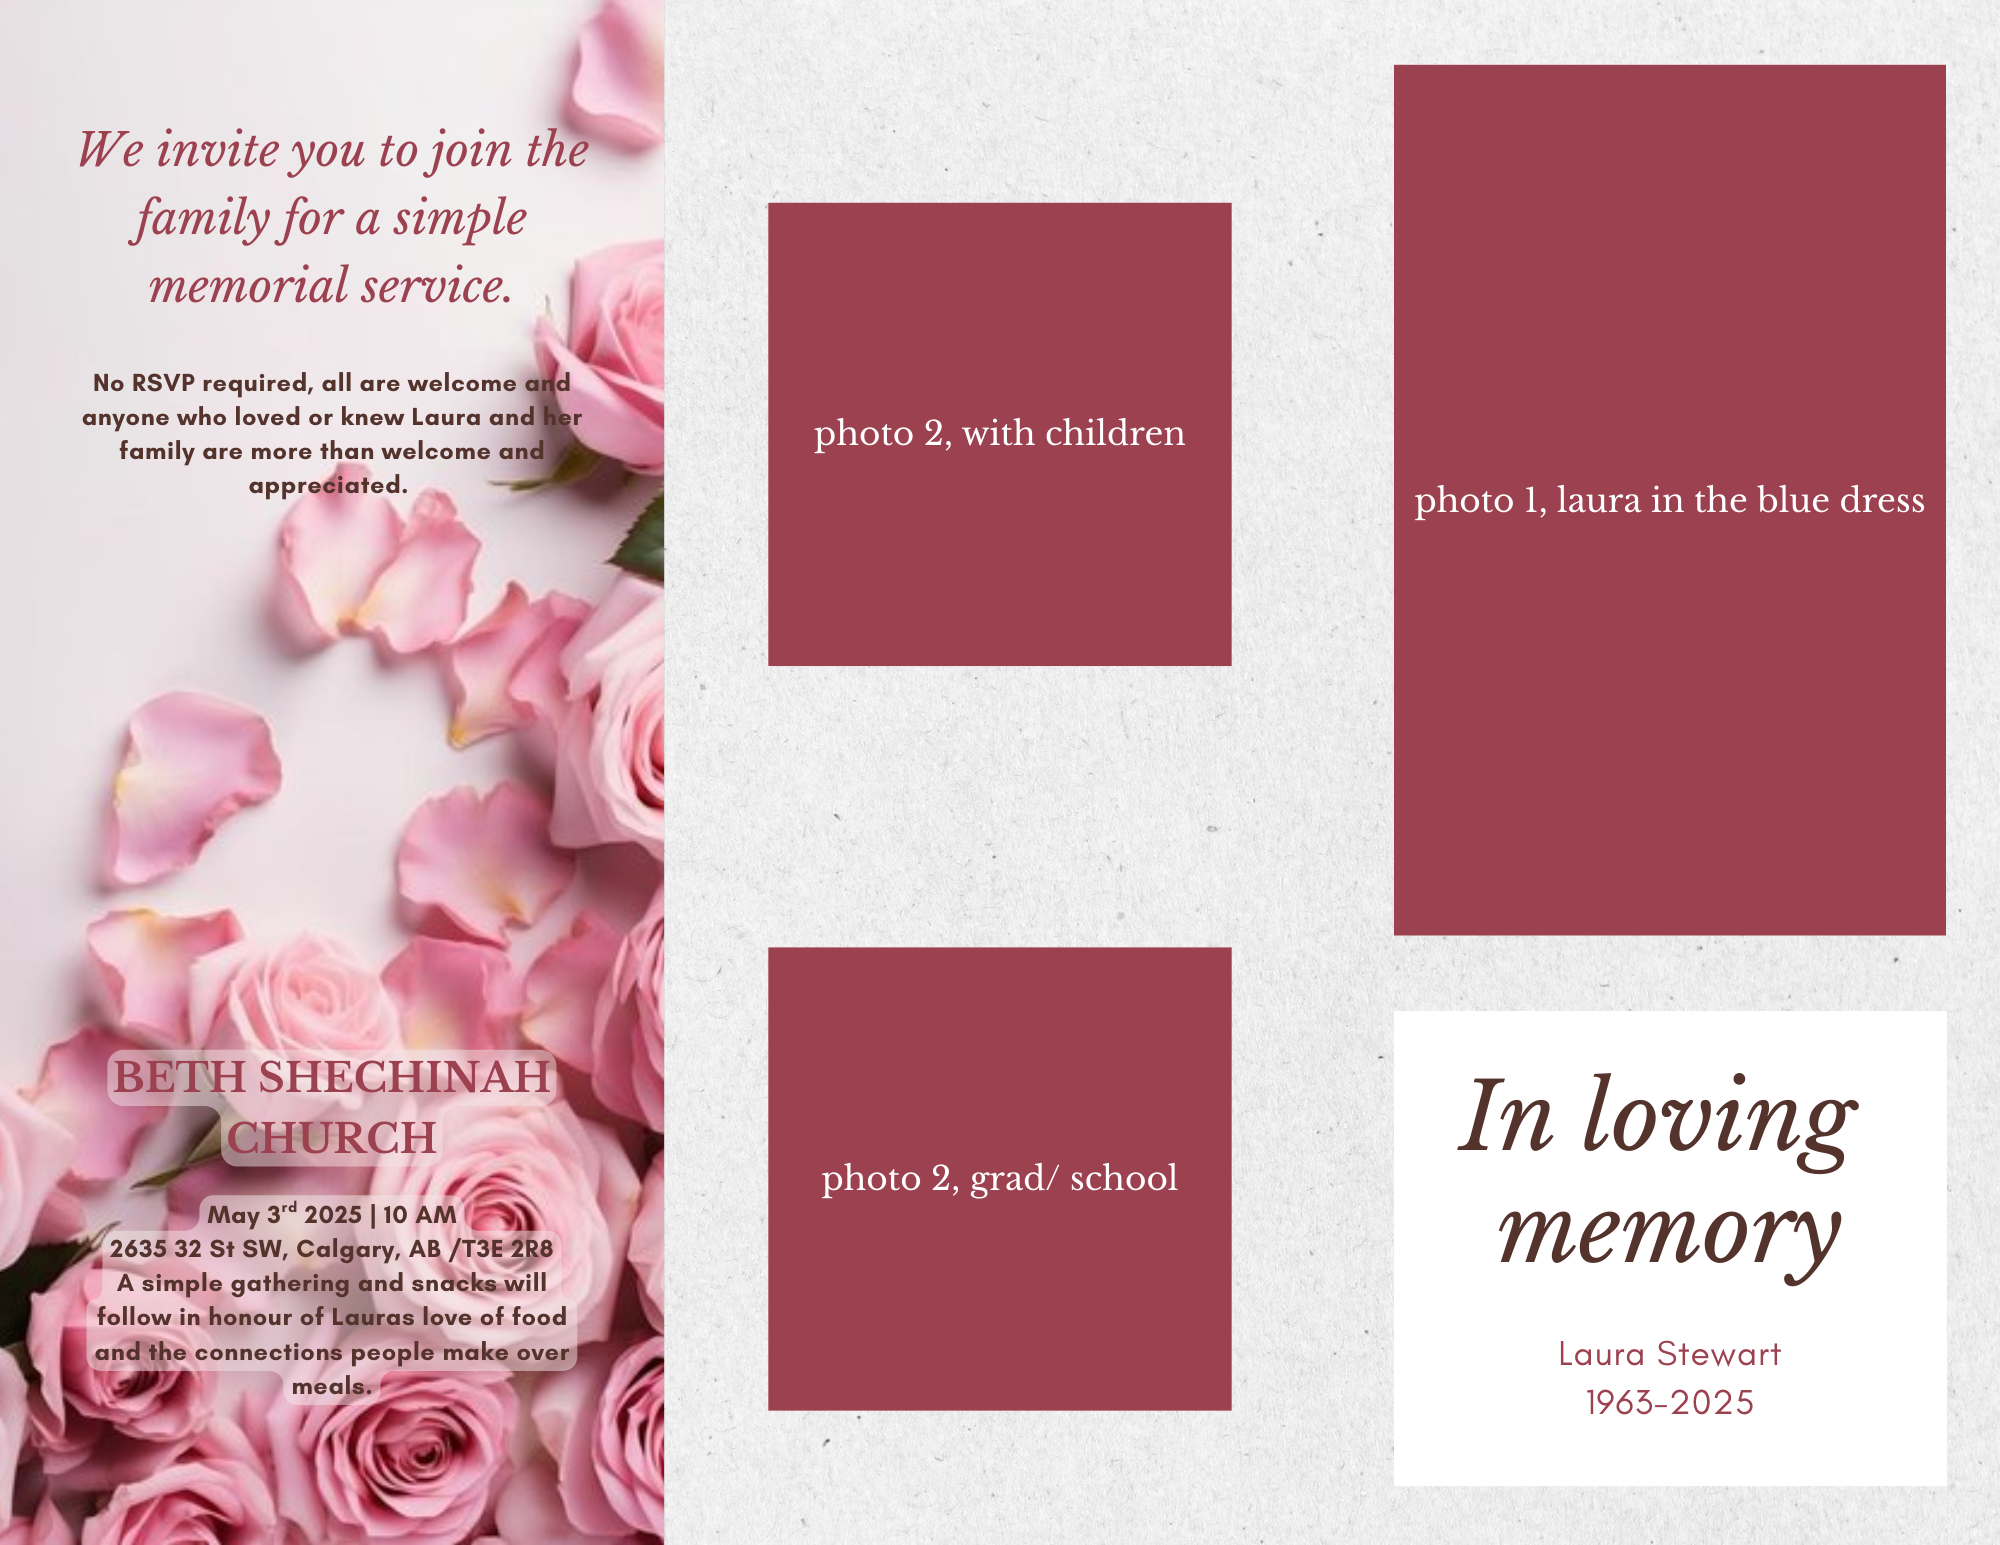 We invite you to join the
family for a simple
memorial service.
No RSVP required, all are welcome and
anyone who loved or knew Laura and her
family are more than welcome and
appreciated.
BETH SHECHINAH
CHURCH
May 3rd 2025 | 10 AM
2635 32 St SW, Calgary, AB /T3E 2R8
A simple gathering and snacks will
follow in honour of Lauras love of food
and the connections people make over
meals.
photo 2, with children
photo 2, grad/ school
photo 1, laura in the blue dress
In loving
memory
Laura Stewart
1963-2025